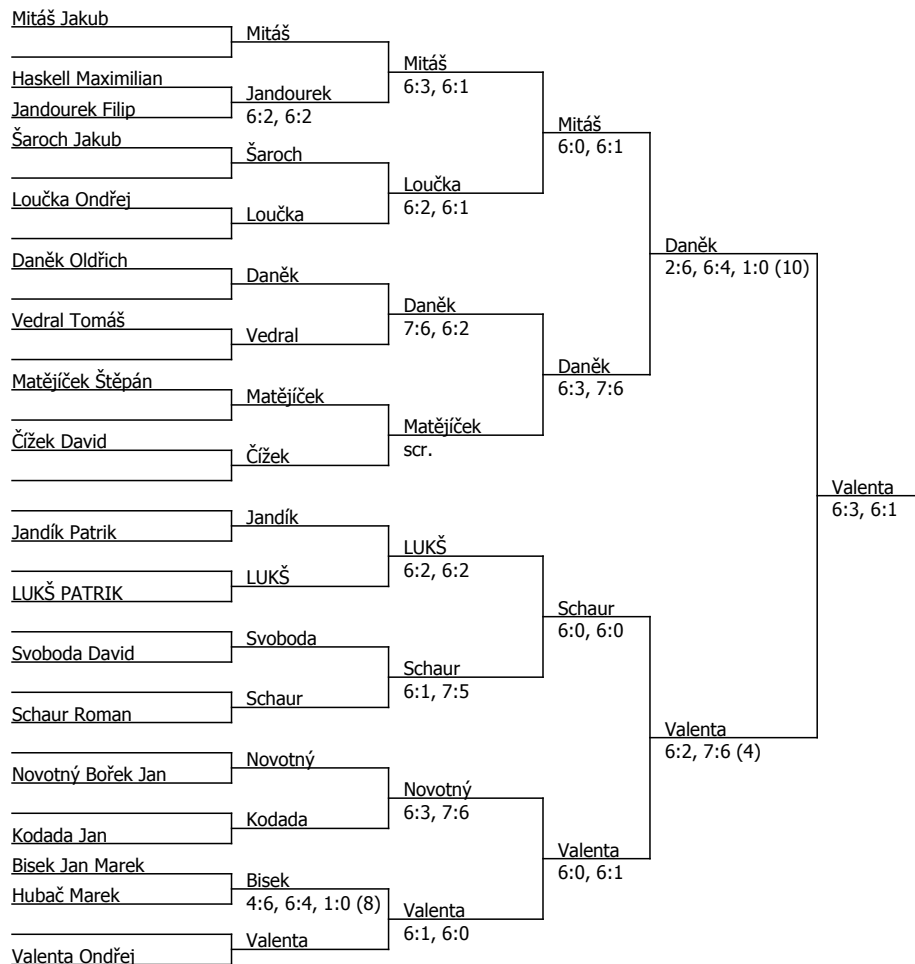 Mitáš Jakub
Haskell Maximilian
Jandourek Filip
Šaroch Jakub
Loučka Ondřej
Daněk Oldřich
Vedral Tomáš
Matějíček Štěpán
Čížek David
Jandík Patrik
LUKŠ PATRIK
Svoboda David
Schaur Roman
Novotný Bořek Jan
Kodada Jan
Bisek Jan Marek
Hubač Marek
Valenta Ondřej
Mitáš
Jandourek
6:2, 6:2
Šaroch
Loučka
Daněk
Vedral
Matějíček
Čížek
Jandík
LUKŠ
Svoboda
Schaur
Novotný
Kodada
Bisek
4:6, 6:4, 1:0 (8)
Valenta
Mitáš
6:3, 6:1
Loučka
6:2, 6:1
Daněk
7:6, 6:2
Matějíček
scr.
LUKŠ
6:2, 6:2
Schaur
6:1, 7:5
Novotný
6:3, 7:6
Valenta
6:1, 6:0
Mitáš
6:0, 6:1
Daněk
6:3, 7:6
Schaur
6:0, 6:0
Valenta
6:0, 6:1
Daněk
2:6, 6:4, 1:0 (10)
Valenta
6:2, 7:6 (4)
Valenta
6:3, 6:1